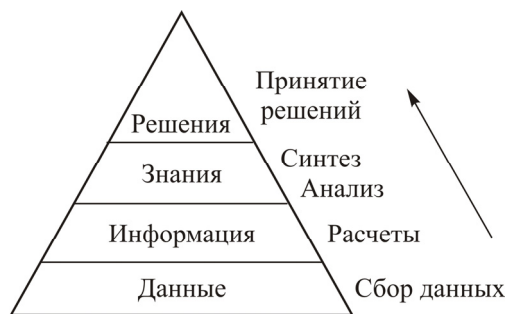 Принятие
решений
Решения
Синтез
Знания
Анализ
Информация
Расчеты
Данные
Сбор данных